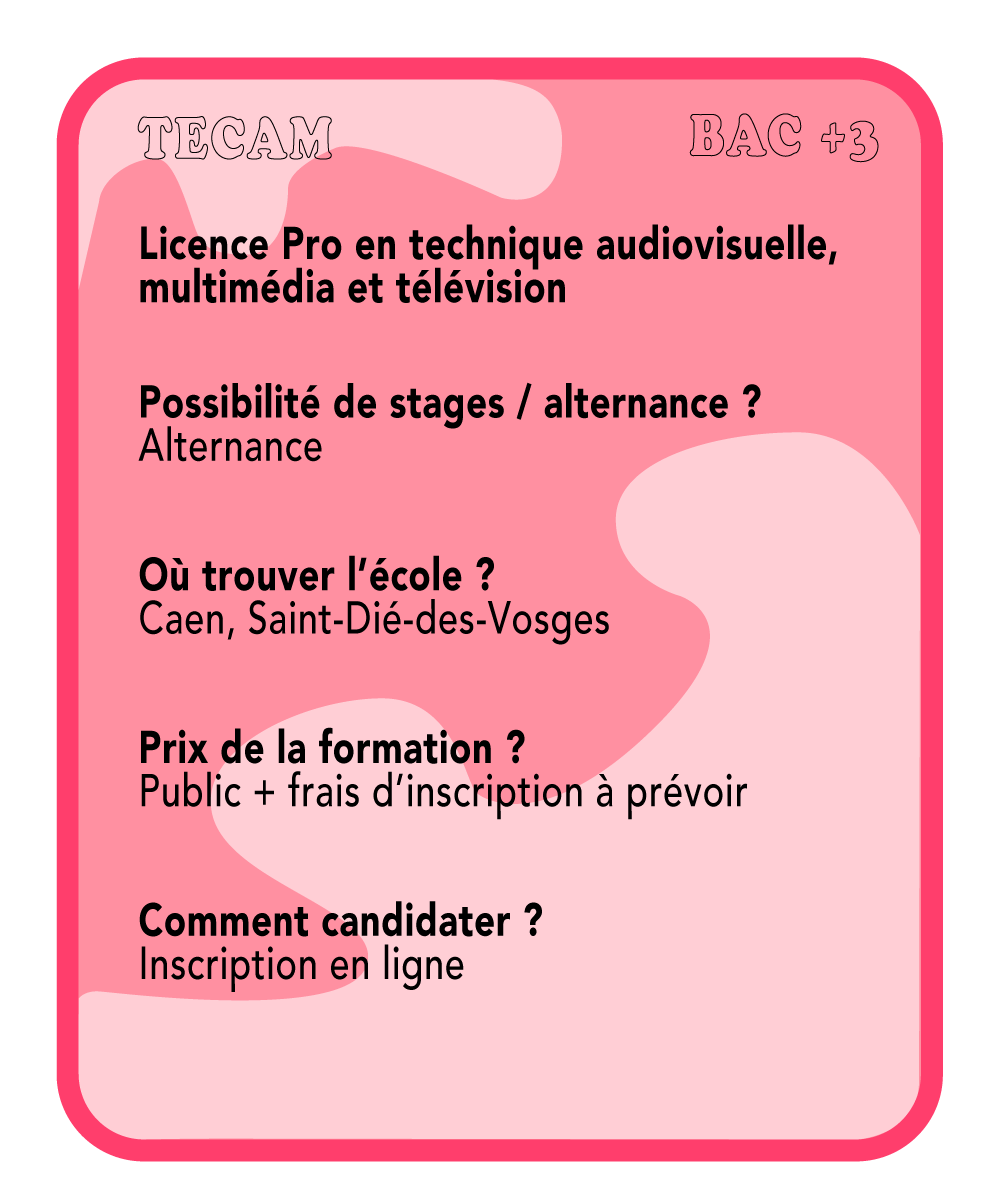 TECAM
BAC +3
Licence Pro en technique audiovisuelle,
multimédia et télévision
Possibilité de stages / alternance ?
Alternance
Où trouver l’école ?
Caen, Saint-Dié-des-Vosges
Prix de la formation ?
Public + frais d’inscription à prévoir
Comment candidater ?
Inscription en ligne